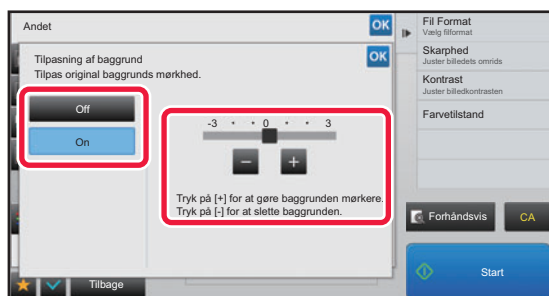 Andet
OK
Tilpasning af baggrund
Tilpas original baggrunds mørkhed.
OK
Off
On
-3 0 3
Tryk på [+] for at gøre baggrunden mørkere.
Tryk på [-] for at slette baggrunden.
Tilbage
Fil Format
Vælg filformat
Skarphed
Juster billedets omrids
Kontrast
Juster billedkontrasten
Farvetilstand
Forhåndsvis
CA
Start